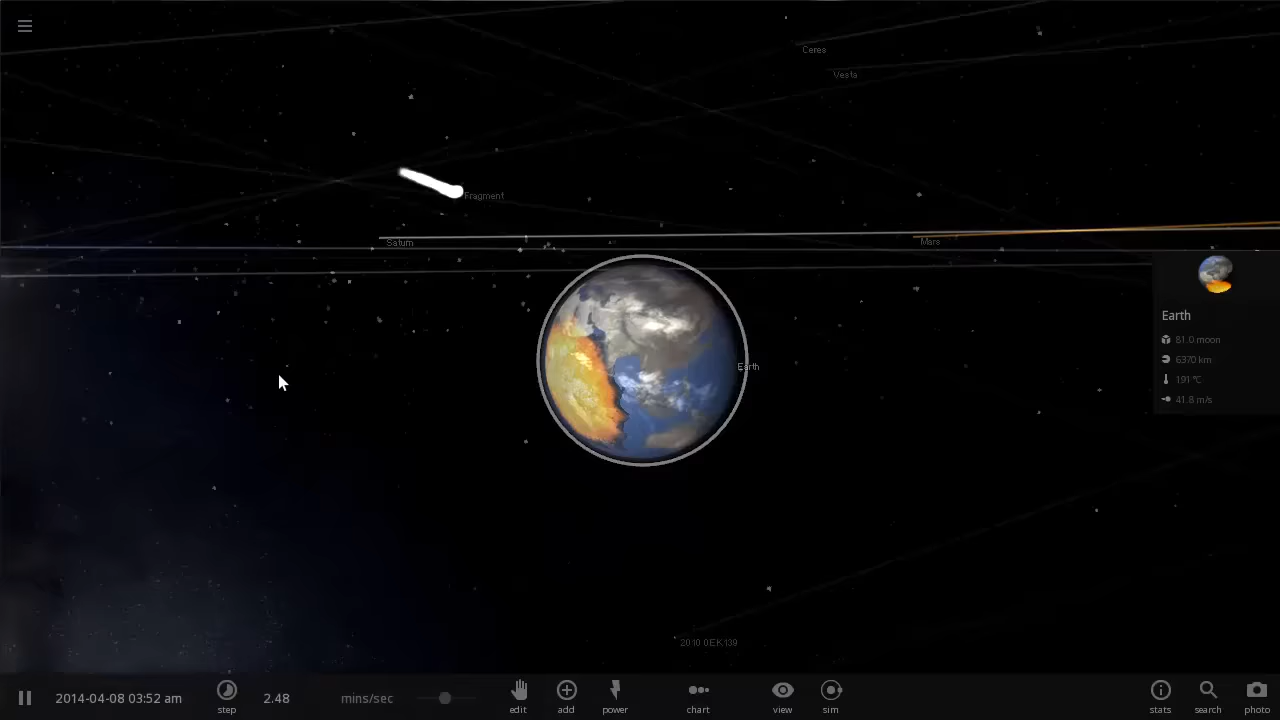 Ceres
Vesta
Fragment
Saturn
Mars
Earth
Earth
81.0 moon
6370 km
191 °C
41.8 m/s
2010 0EK139
2014-04-08 03:52 am
step
2.48
mins/sec
edit
add
power
chart
view
sim
stats
search
photo